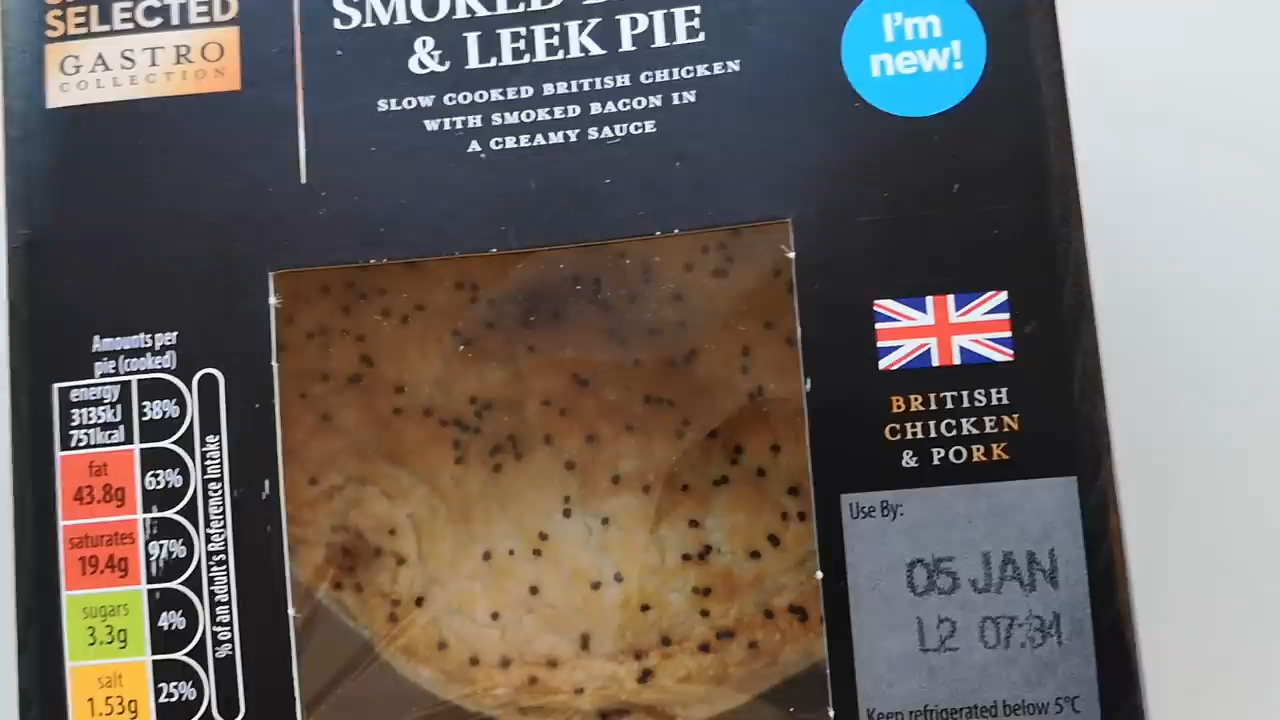 SELECTED
GASTRO
COLLECTION
SMOKED
& LEEK PIE
SLOW COOKED BRITISH CHICKEN
WITH SMOKED BACON IN
A CREAMY SAUCE
I'm
new!
Amounts per
pie (cooked)
energy
3135kJ
751kcal
38%
fat
43.8g
63%
saturates
19.4g
97%
sugars
3.3g
4%
salt
1.53g
25%
% of an adult's Reference Intake
BRITISH
CHICKEN
& PORK
Use By:
05 JAN
L2 07:34
Keep refrigerated below 5°C